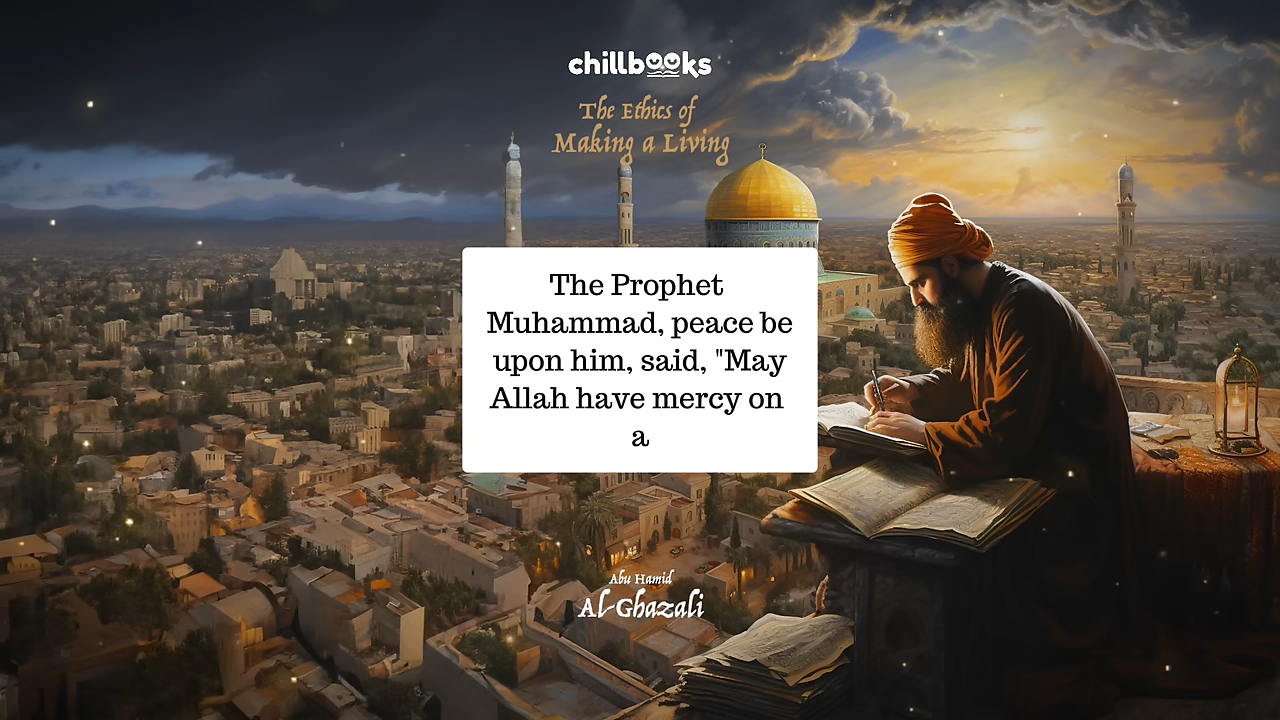 chillbooks
The Ethics of
Making a Living
The Prophet
Muhammad, peace be
upon him, said, "May
Allah have mercy on
a
Abu Hamid
Al-Ghazali